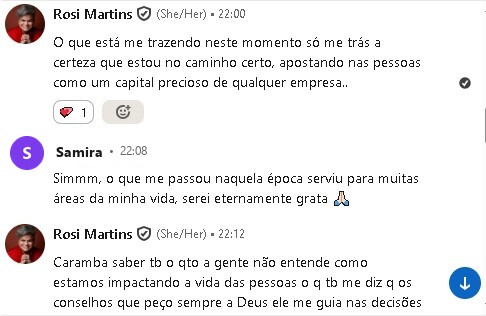 Rosi Martins (She/Her) • 22:00
O que está me trazendo neste momento só me trás a
certeza que estou no caminho certo, apostando nas pessoas
como um capital precioso de qualquer empresa..
1
S Samira • 22:08
Simmm, o que me passou naquela época serviu para muitas
áreas da minha vida, serei eternamente grata 🙏🏻
Rosi Martins (She/Her) • 22:12
Caramba saber tb o qto a gente não entende como
estamos impactando a vida das pessoas o q tb me diz q os
conselhos que peço sempre a Deus ele me guia nas decisões